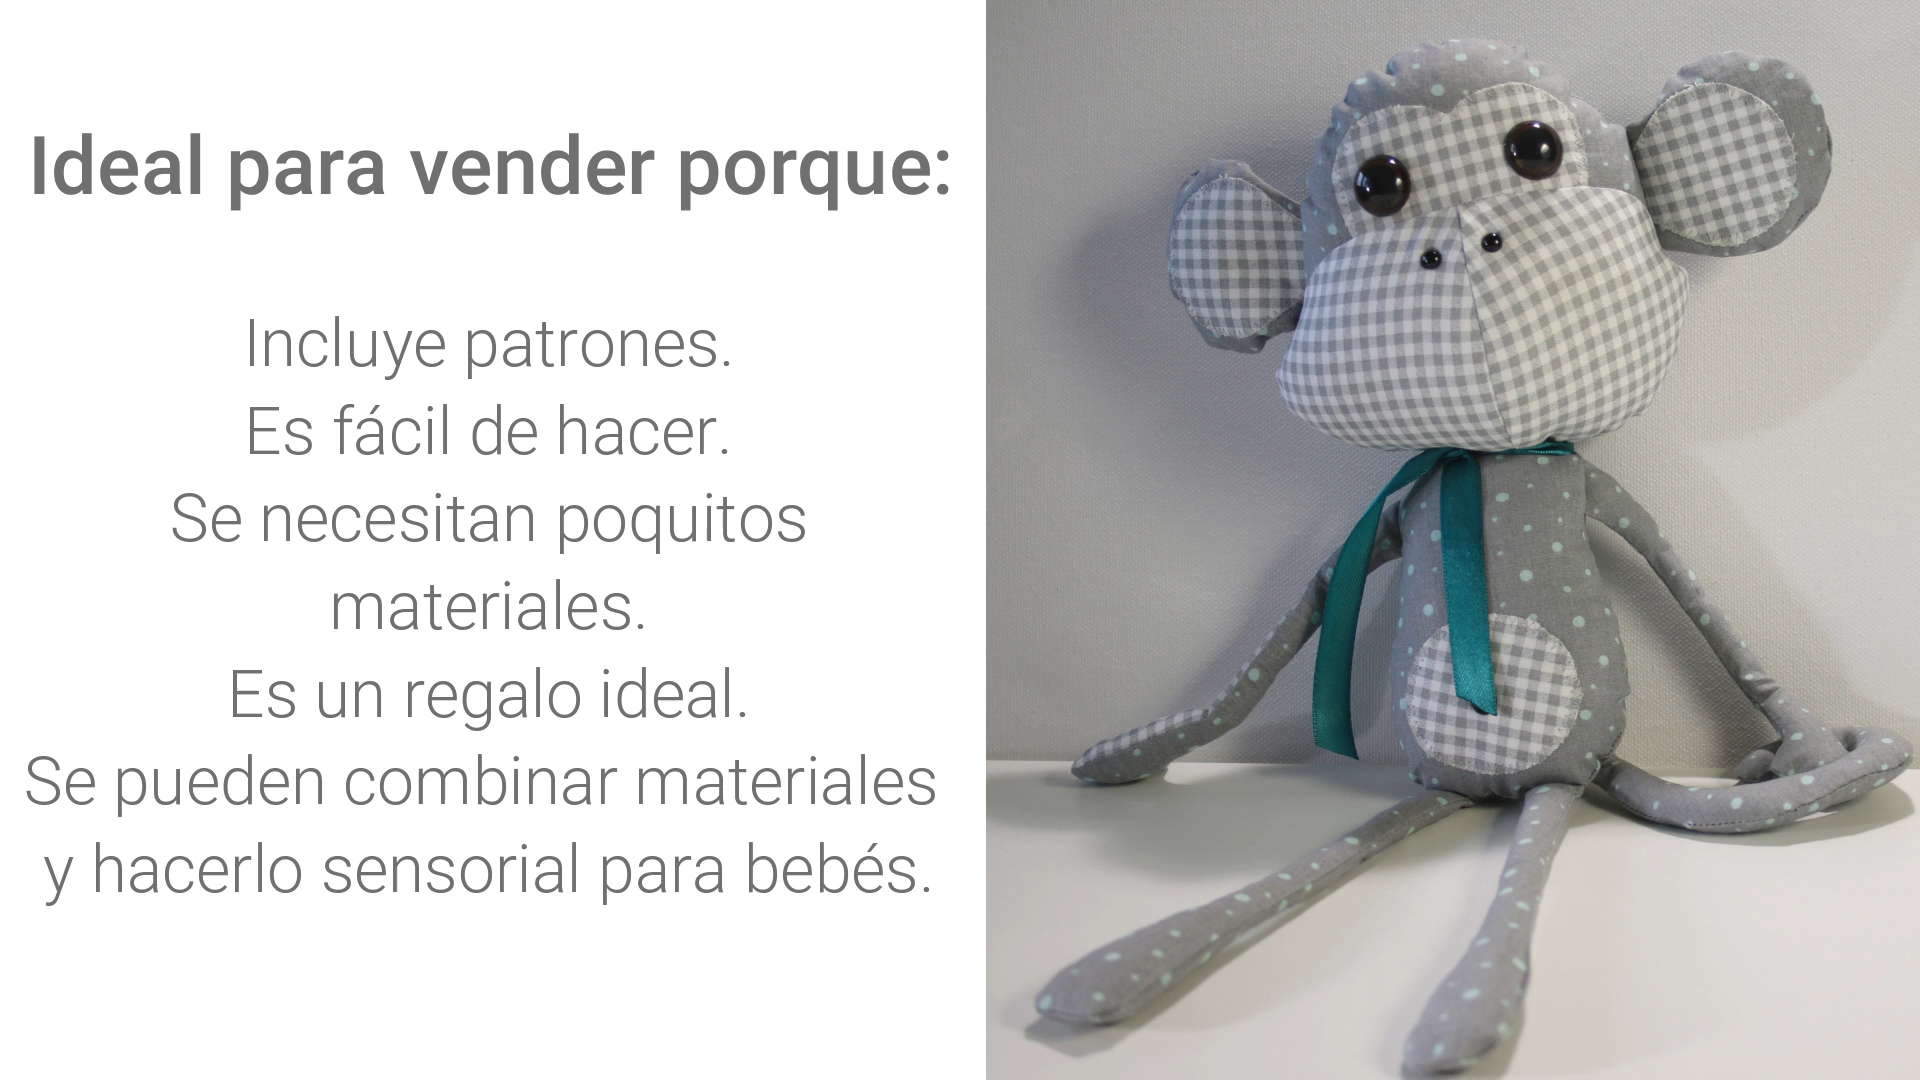 Ideal para vender porque:
Incluye patrones.
Es fácil de hacer.
Se necesitan poquitos
materiales.
Es un regalo ideal.
Se pueden combinar materiales
y hacerlo sensorial para bebés.